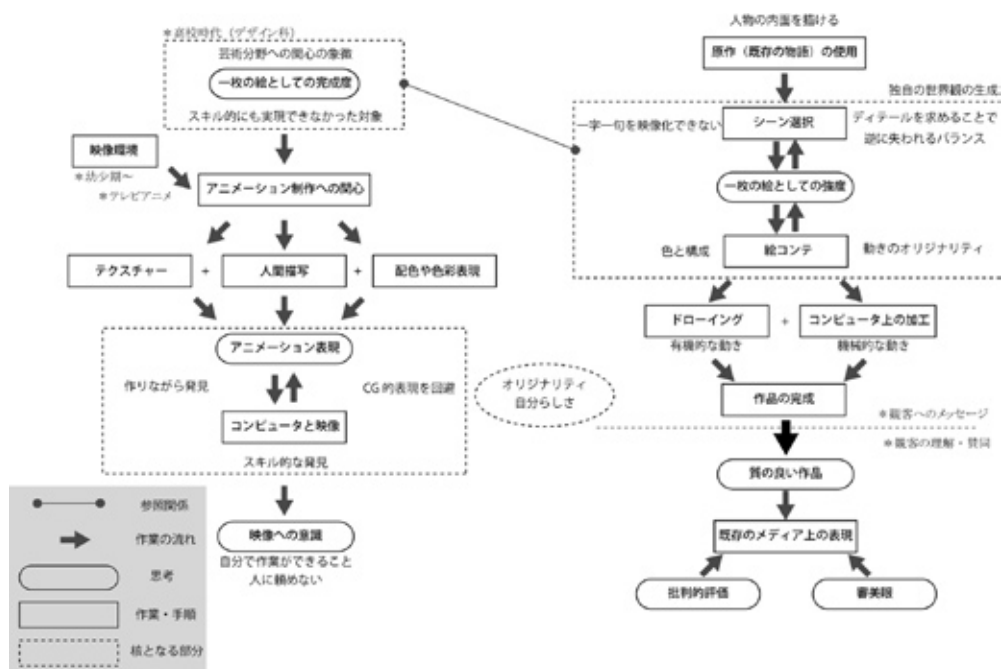 ＊高校時代（デザイン科）
芸術分野への関心の象徴
一枚の絵としての完成度
スキル的にも実現できなかった対象
映像環境
＊幼少期～
＊テレビアニメ
アニメーション制作への関心
テクスチャー
+
人間描写
+
配色や色彩表現
アニメーション表現
作りながら発見
CG的表現を回避
コンピュータと映像
スキル的な発見
映像への意識
自分で作業ができること
人に頼めない
オリジナリティ
自分らしさ
人物の内面を描ける
原作（既存の物語）の使用
独自の世界観の生成
一字一句を映像化できない
シーン選択
ディテールを求めることで
逆に失われるバランス
一枚の絵としての強度
色と構成
絵コンテ
動きのオリジナリティ
ドローイング
+
コンピュータ上の加工
有機的な動き
機械的な動き
作品の完成
＊観客へのメッセージ
＊観客の理解・賛同
質の良い作品
既存のメディア上の表現
批判的評価
審美眼
参照関係
作業の流れ
思考
作業・手順
核となる部分